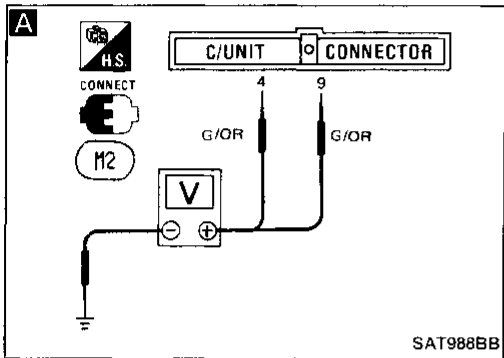 A
H.S.
CONNECT
M2
C/UNIT CONNECTOR
4 9
G/OR G/OR
V
− +
SAT988BB